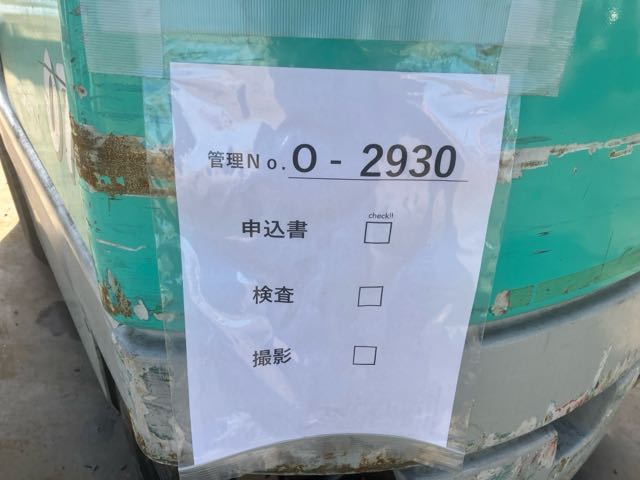 管理No. O - 2930
check!!
申込書 □
検査 □
撮影 □